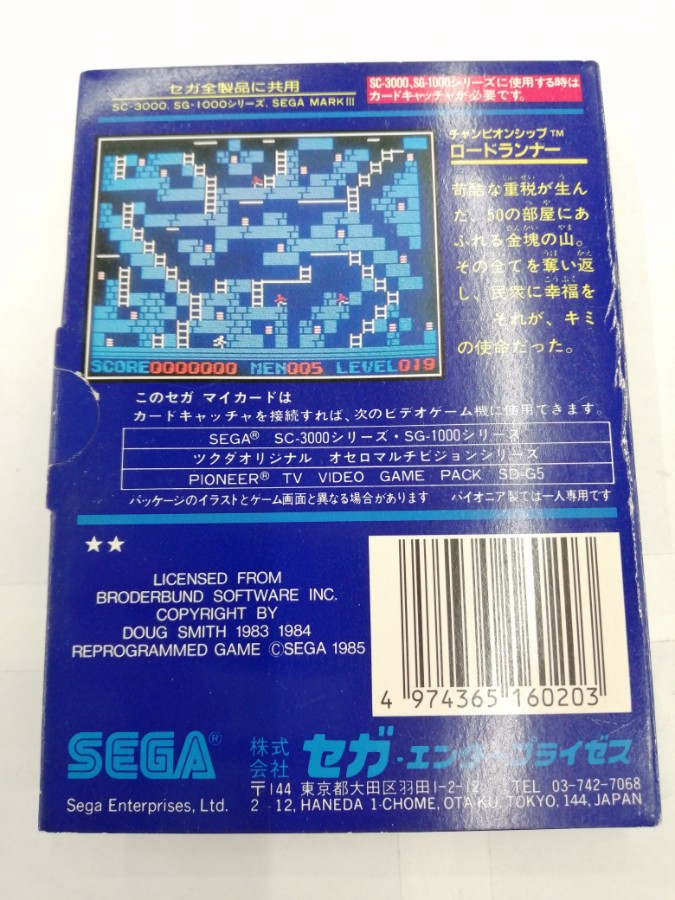 セガ全製品に共用
SC-3000, SG-1000シリーズ, SEGA MARKIII
SC-3000、SG-1000シリーズに使用する時は
カードキャッチャが必要です。
チャンピオンシップ™
ロードランナー
苛酷な重税が生ん
だ、50の部屋にあ
ふれる金塊の山。
その全てを奪い返
し、民衆に幸福を
それが、キミ
の使命だった。
SCORE0000000 MEN005 LEVEL019
このセガ マイカードは
カードキャッチャを接続すれば、次のビデオゲーム機に使用できます。
SEGA® SC-3000シリーズ・SG-1000シリーズ
ツクダオリジナル オセロマルチビジョンシリーズ
PIONEER® TV VIDEO GAME PACK SD-G5
パッケージのイラストとゲーム画面と異なる場合があります パイオニア製では一人専用です
★★
LICENSED FROM
BRODERBUND SOFTWARE INC.
COPYRIGHT BY
DOUG SMITH 1983 1984
REPROGRAMMED GAME ©SEGA 1985
4 974365 160203
SEGA®
株式会社 セガ・エンタープライゼス
Sega Enterprises, Ltd.
〒144 東京都大田区羽田1-2-12 TEL 03-742-7068
2-12, HANEDA 1-CHOME, OTA-KU, TOKYO, 144, JAPAN